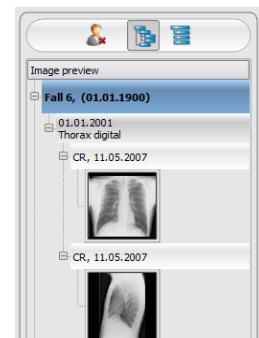 Image preview
Fall 6, (01.01.1900)
01.01.2001
Thorax digital
CR, 11.05.2007
CR, 11.05.2007